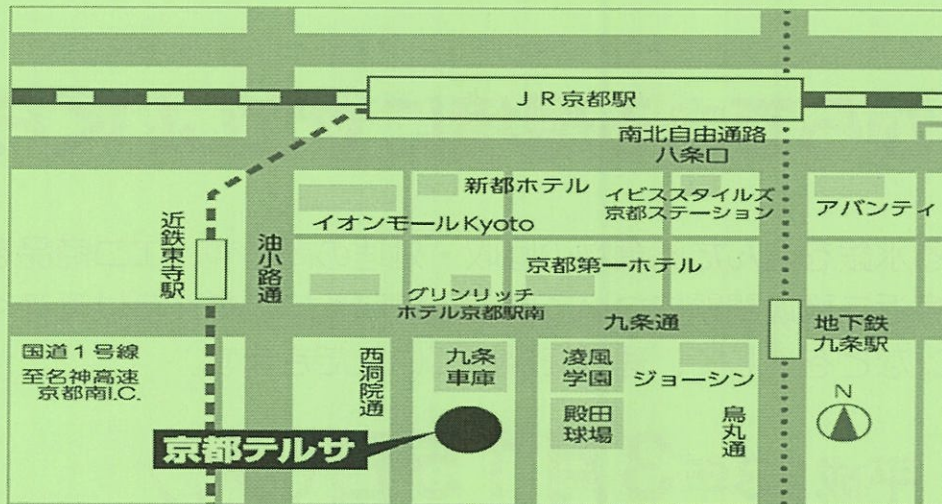 JR京都駅
南北自由通路
八条口
新都ホテル
イビススタイルズ
京都ステーション
アバンティ
イオンモールKyoto
近鉄東寺駅
油小路通
京都第一ホテル
グリンリッチ
ホテル京都駅南
九条通
地下鉄
九条駅
国道1号線
至名神高速
京都南I.C.
西洞院通
九条
車庫
凌風
学園
ジョーシン
殿田
球場
烏丸通
N
京都テルサ